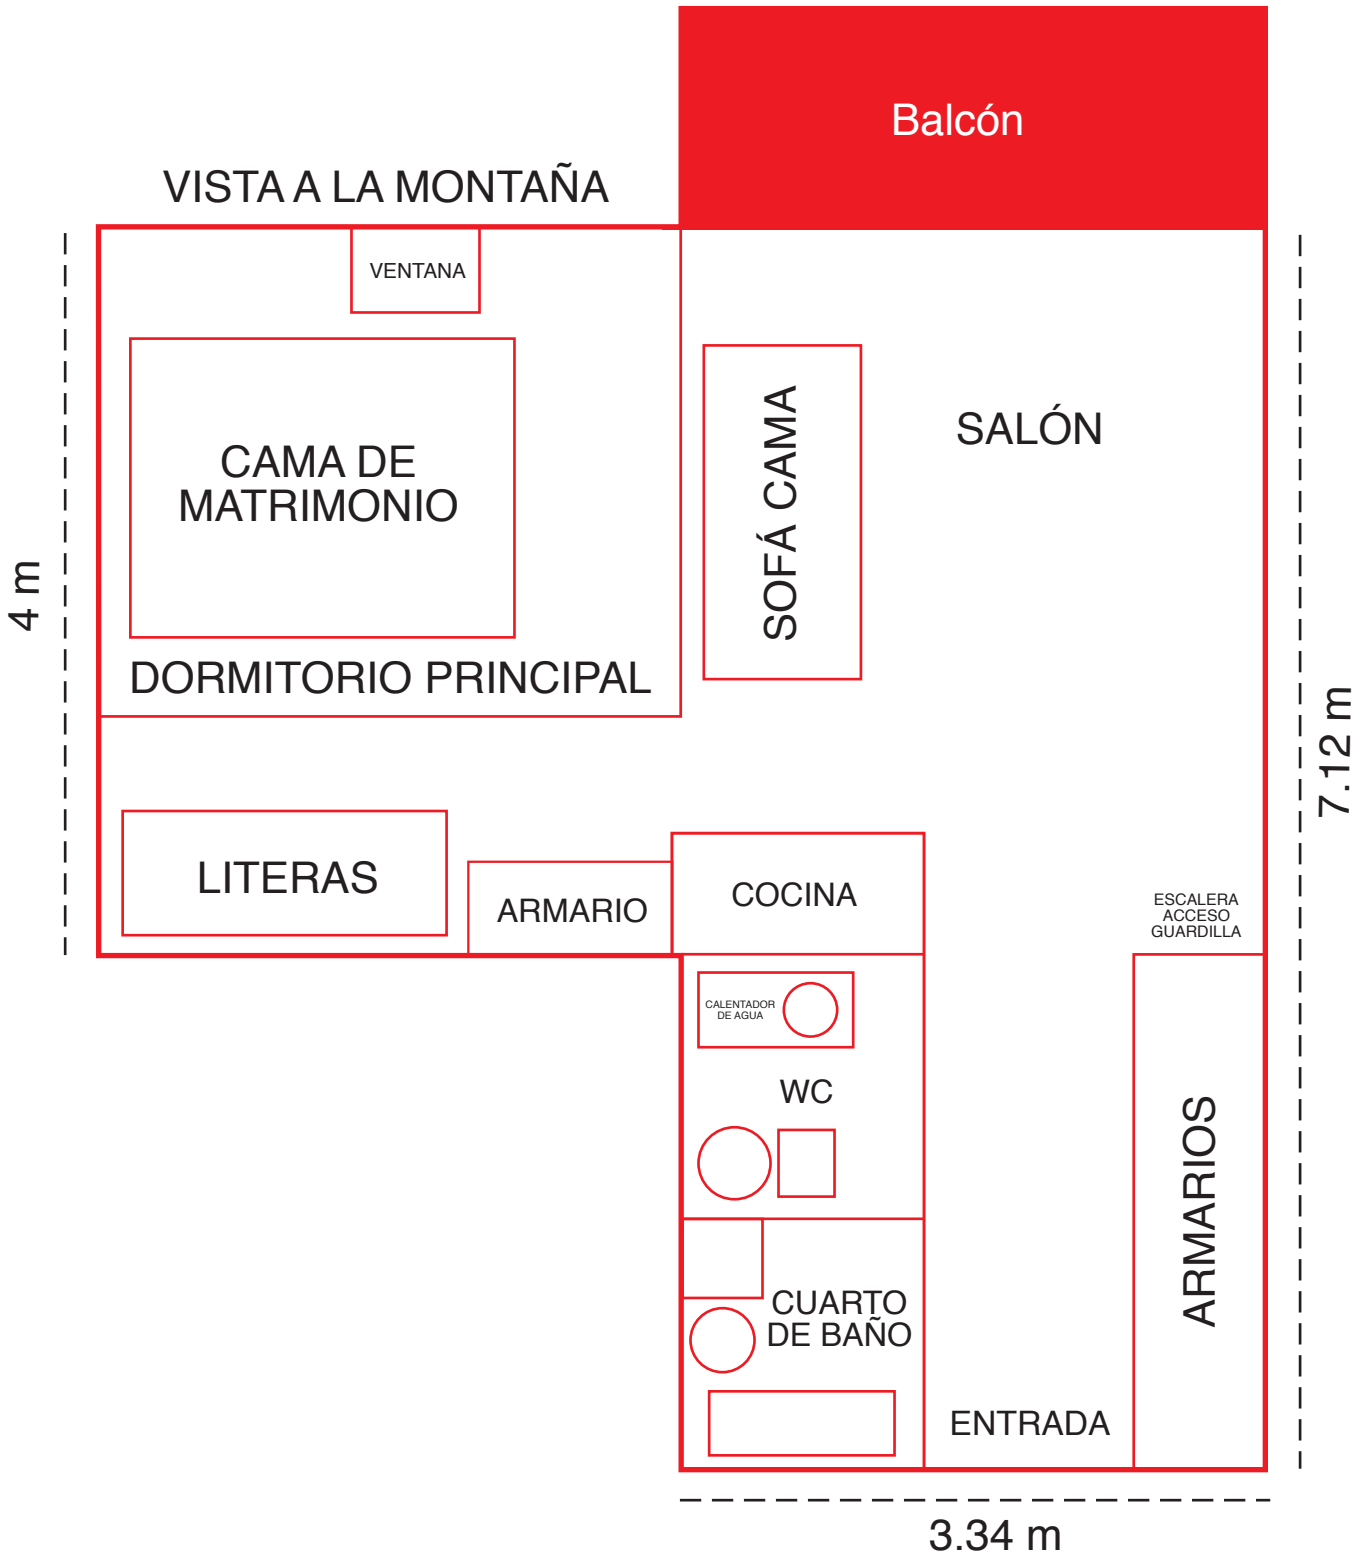 Balcón
VISTA A LA MONTAÑA
VENTANA
CAMA DE
MATRIMONIO
SOFÁ CAMA
SALÓN
4 m
DORMITORIO PRINCIPAL
7.12 m
LITERAS
ARMARIO
COCINA
ESCALERA
ACCESO
GUARDILLA
CALENTADOR
DE AGUA
WC
ARMARIOS
CUARTO
DE BAÑO
ENTRADA
3.34 m